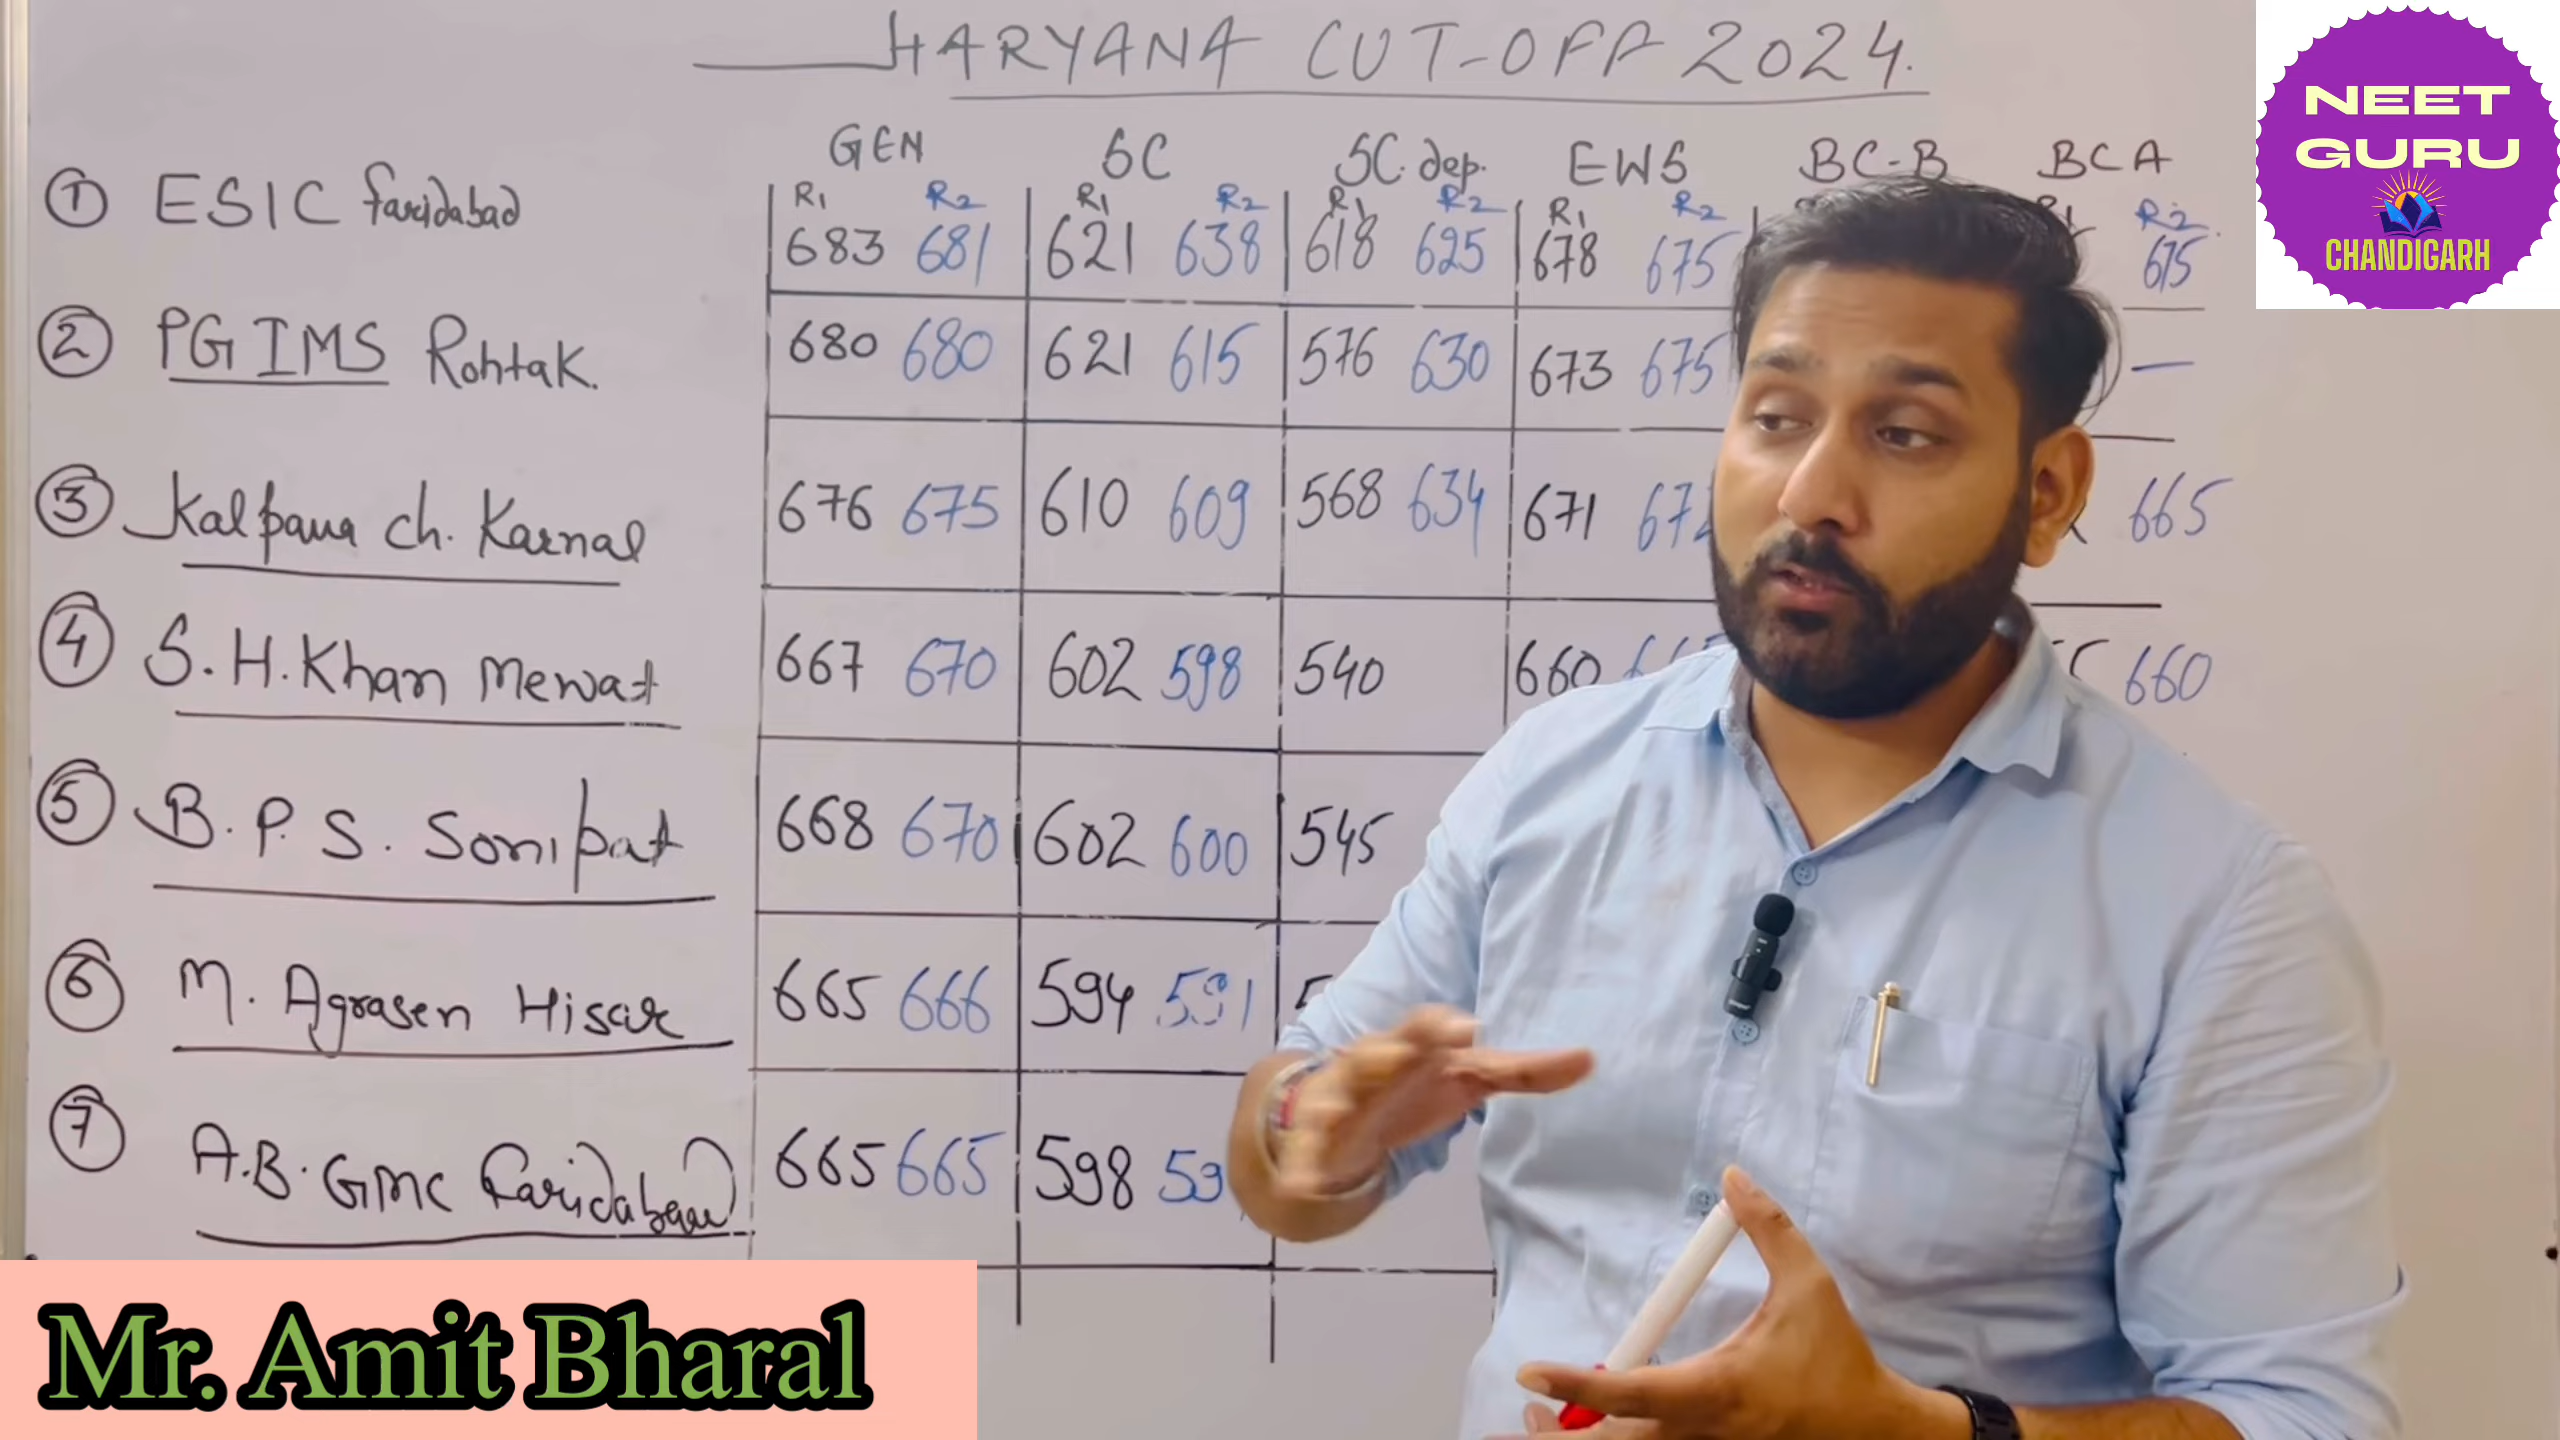 HARYANA CUT-OFF 2024.
NEET
GURU
CHANDIGARH
GEN SC SC. dep. EWS BC-B BCA
R1 R2 R1 R2 R1 R2 R1 R2 R2
① ESIC faridabad 683 681 621 638 618 625 678 675 675
② PGIMS Rohtak. 680 680 621 615 576 630 673 675 —
③ Kalpana ch. Karnal 676 675 610 609 568 634 671 665
④ S.H.Khan Mewat 667 670 602 598 540 660 660
⑤ B.P.S. Sonipat 668 670 602 600 545
⑥ M. Agrasen Hisar 665 666 594 591
⑦ A.B. GMC Faridabad 665 665 598
Mr. Amit Bharal